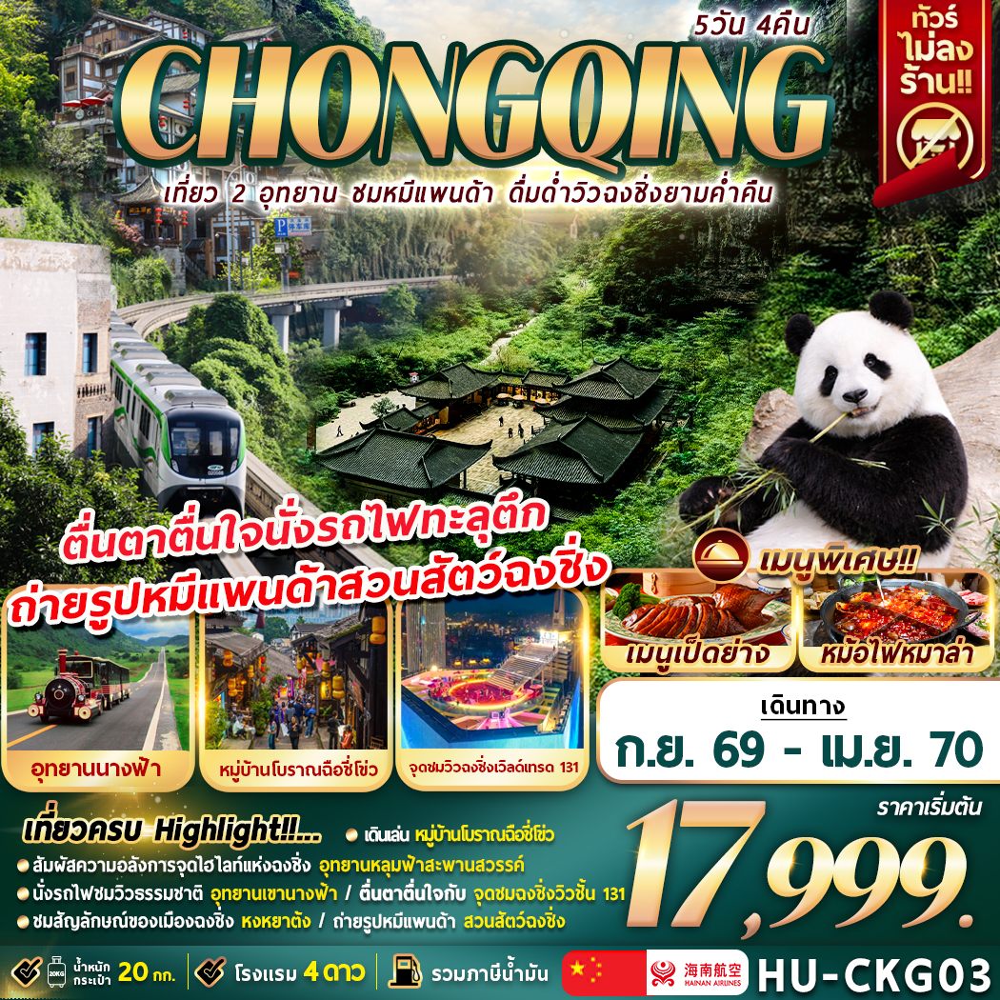 5วัน 4คืน
ทัวร์
ไม่ลง
ร้าน!!
CHONGQING
เที่ยว 2 อุทยาน ชมหมีแพนด้า ดื่มด่ำวิวฉงชิ่งยามค่ำคืน
P
ตื่นตาตื่นใจนั่งรถไฟทะลุตึก
ถ่ายรูปหมีแพนด้าสวนสัตว์ฉงชิ่ง
เมนูพิเศษ!!
เมนูเป็ดย่าง
หม้อไฟหมาล่า
อุทยานนางฟ้า
หมู่บ้านโบราณฉือชี่โข่ว
จุดชมวิวฉงชิ่งเวิลด์เทรด 131
เดินทาง
ก.ย. 69 - เม.ย. 70
ราคาเริ่มต้น
17,999.
เที่ยวครบ Highlight!!...
เดินเล่น หมู่บ้านโบราณฉือชี่โข่ว
สัมผัสความอลังการจุดไฮไลท์แห่งฉงชิ่ง อุทยานหลุมฟ้าสะพานสวรรค์
นั่งรถไฟชมวิวธรรมชาติ อุทยานเขานางฟ้า / ตื่นตาตื่นใจกับ จุดชมฉงชิ่งวิวชั้น 131
ชมสัญลักษณ์ของเมืองฉงชิ่ง หงหยาต้ง / ถ่ายรูปหมีแพนด้า สวนสัตว์ฉงชิ่ง
20KG
น้ำหนัก
กระเป๋า
20 กก.
โรงแรม 4 ดาว
รวมภาษีน้ำมัน
海南航空
HAINAN AIRLINES
HU-CKG03